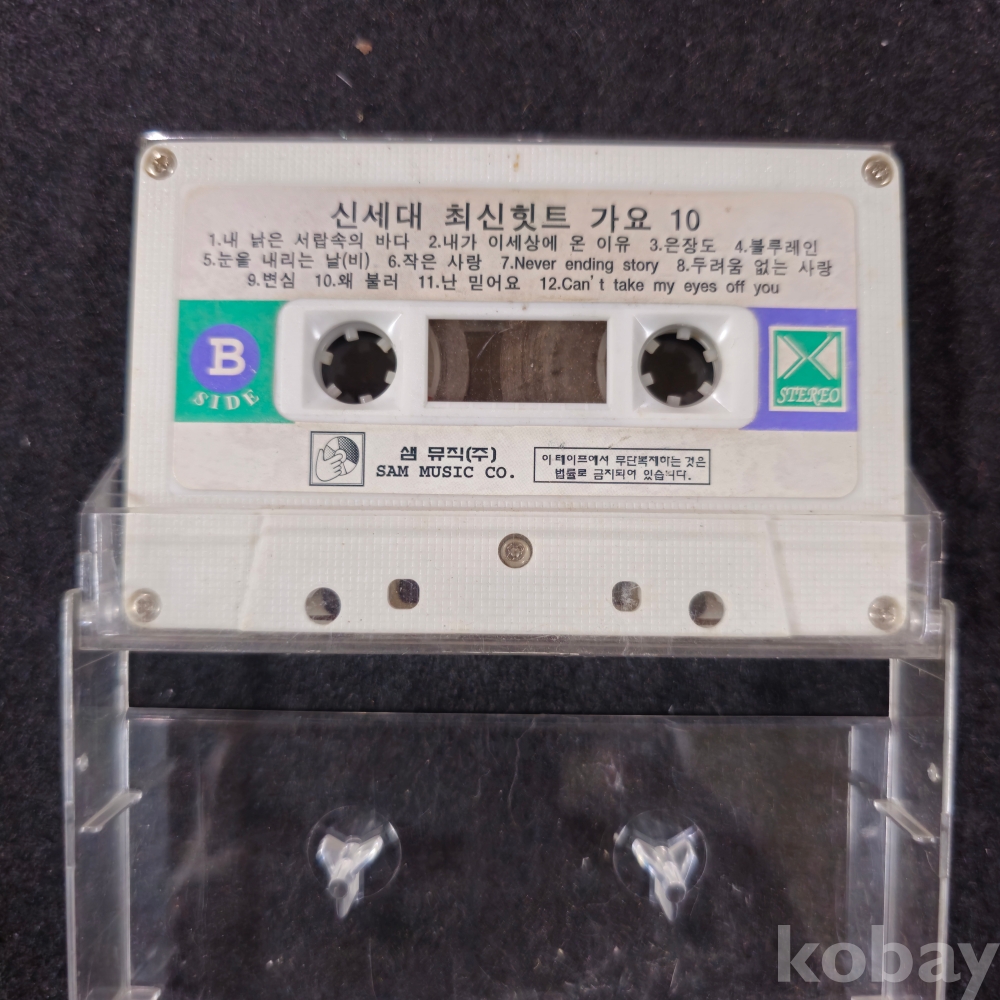 신세대 최신힛트 가요 10
1.내 낡은 서랍속의 바다 2.내가 이세상에 온 이유 3.은장도 4.블루레인
5.눈을 내리는 날(비) 6.작은 사랑 7.Never ending story 8.두려움 없는 사랑
9.변심 10.왜 불러 11.난 믿어요 12.Can't take my eyes off you
B
SIDE
STEREO
샘 뮤직(주)
SAM MUSIC CO.
이 테이프에서 무단복제하는 것은
법률로 금지되어 있습니다.
kobay